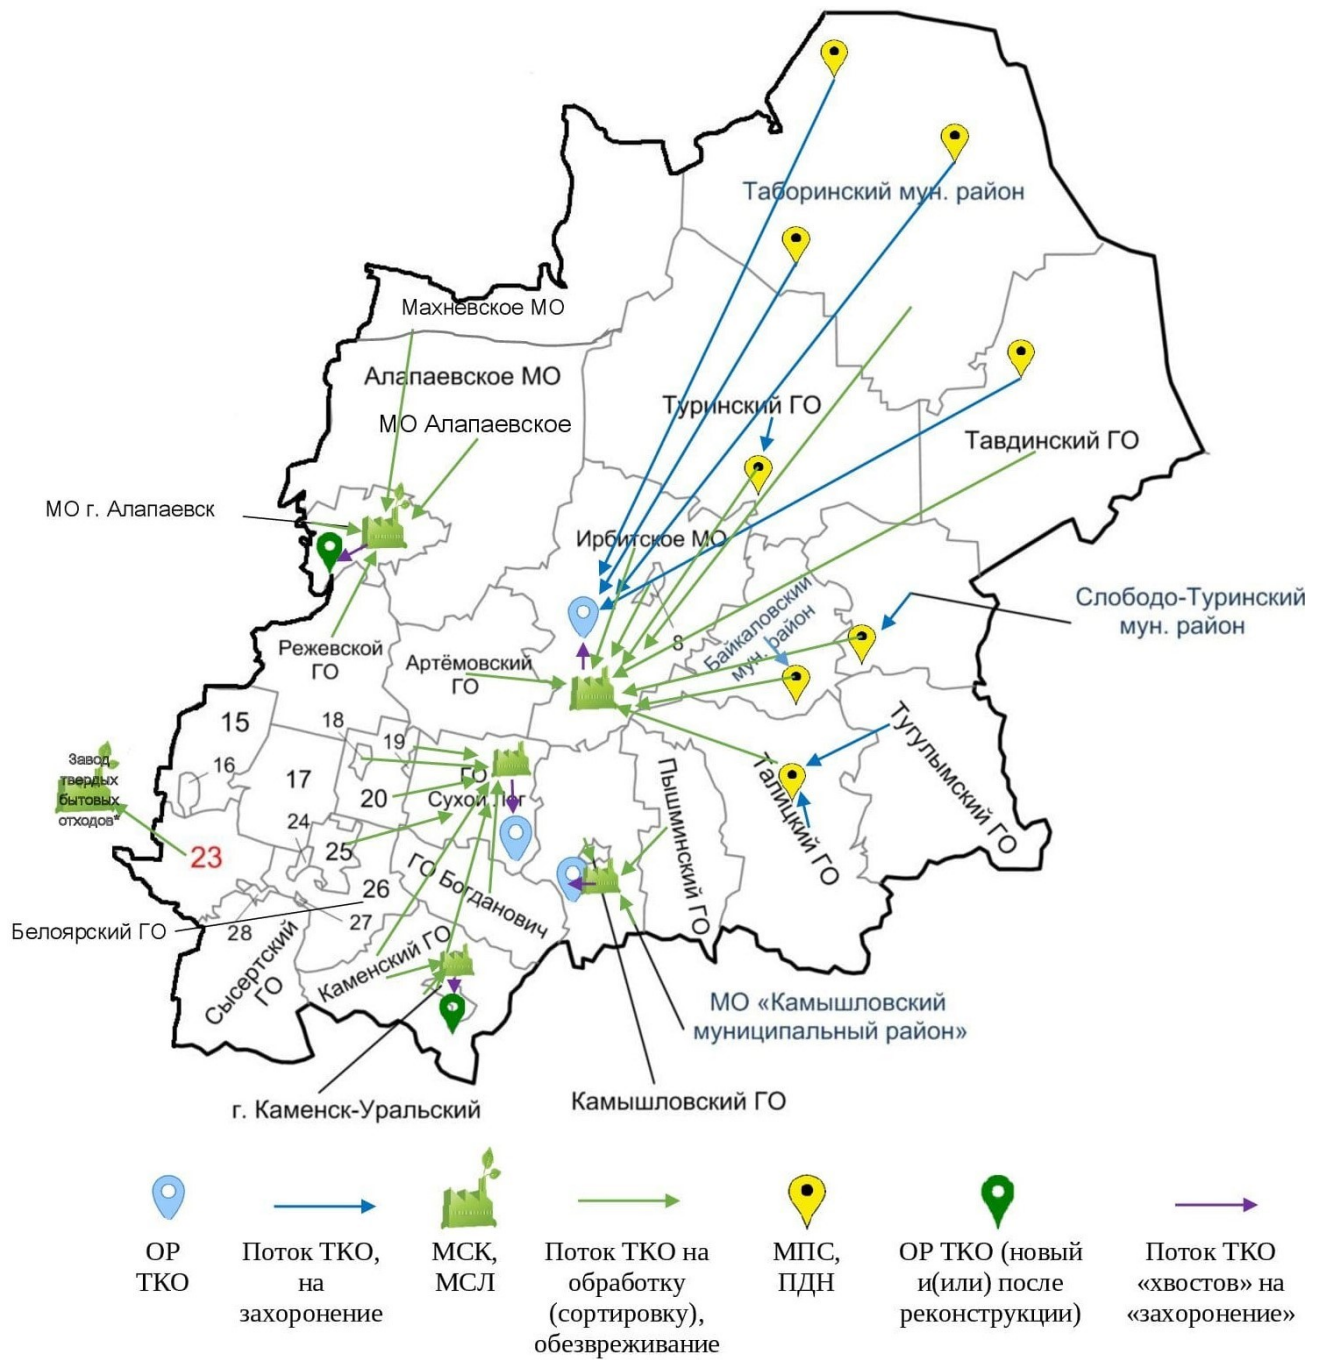 Таборинский мун. район
Махнёвское МО
Алапаевское МО
МО Алапаевское
Туринский ГО
Тавдинский ГО
МО г. Алапаевск
Ирбитское МО
Байкаловский
мун. район
Слободо-Туринский
мун. район
8
Режевской
ГО
Артёмовский
ГО
15
16
17
18
19
20
ГО
Сухой Лог
Завод
твердых
бытовых
отходов*
23
24
25
26
27
28
Белоярский ГО
Сысертский
ГО
Каменский ГО
ГО Богданович
Пышминский ГО
Талицкий ГО
Тугулымский ГО
МО «Камышловский
муниципальный район»
г. Каменск-Уральский
Камышловский ГО
ОР
ТКО
Поток ТКО,
на
захоронение
МСК,
МСЛ
Поток ТКО на
обработку
(сортировку),
обезвреживание
МПС,
ПДН
ОР ТКО (новый
и(или) после
реконструкции)
Поток ТКО
«хвостов» на
«захоронение»